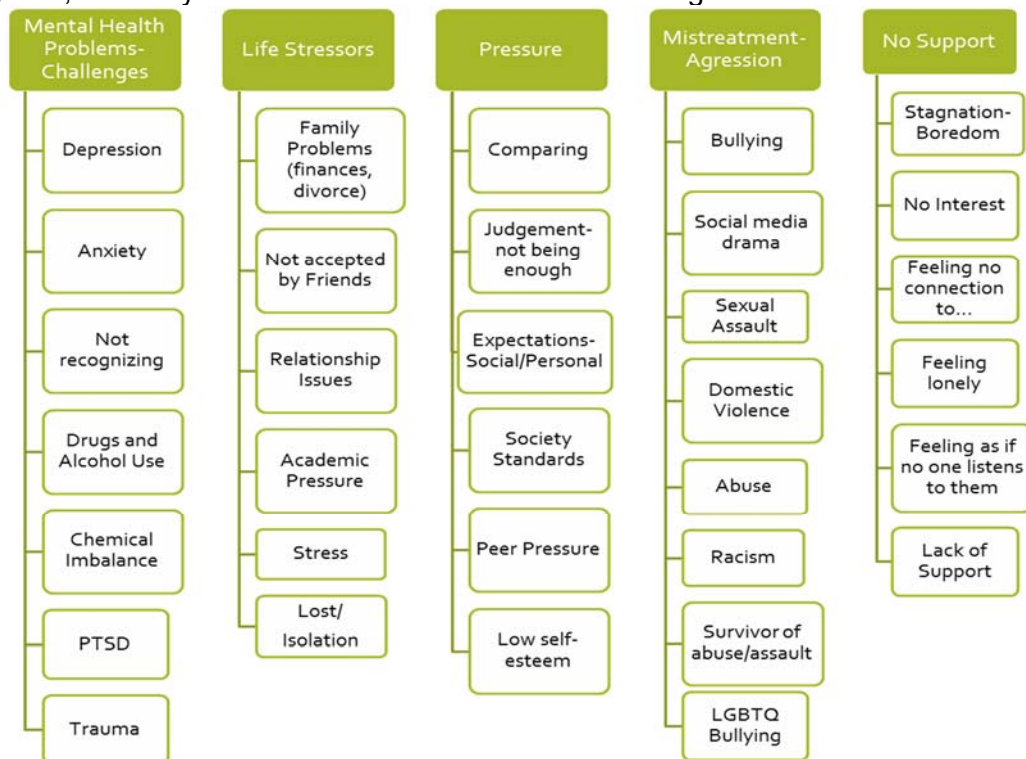 Mental Health
Problems-
Challenges
Depression
Anxiety
Not
recognizing
Drugs and
Alcohol Use
Chemical
Imbalance
PTSD
Trauma
Life Stressors
Family
Problems
(finances,
divorce)
Not accepted
by Friends
Relationship
Issues
Academic
Pressure
Stress
Lost/
Isolation
Pressure
Comparing
Judgement-
not being
enough
Expectations-
Social/Personal
Society
Standards
Peer Pressure
Low self-
esteem
Mistreatment-
Agression
Bullying
Social media
drama
Sexual
Assault
Domestic
Violence
Abuse
Racism
Survivor of
abuse/assault
LGBTQ
Bullying
No Support
Stagnation-
Boredom
No Interest
Feeling no
connection
to...
Feeling
lonely
Feeling as if
no one listens
to them
Lack of
Support